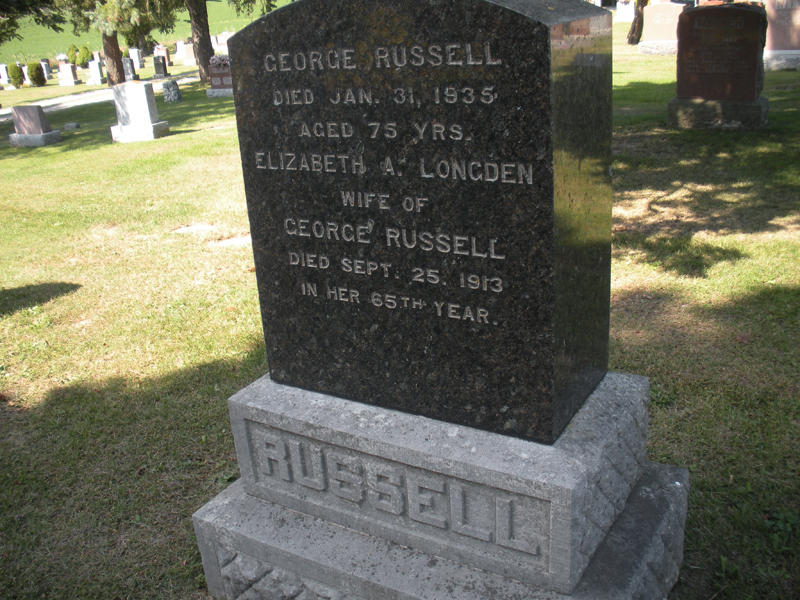 GEORGE RUSSELL
DIED JAN. 31, 1935
AGED 75 YRS.
ELIZABETH A. LONGDEN
WIFE OF
GEORGE RUSSELL
DIED SEPT. 25. 1913
IN HER 65TH YEAR.
RUSSELL